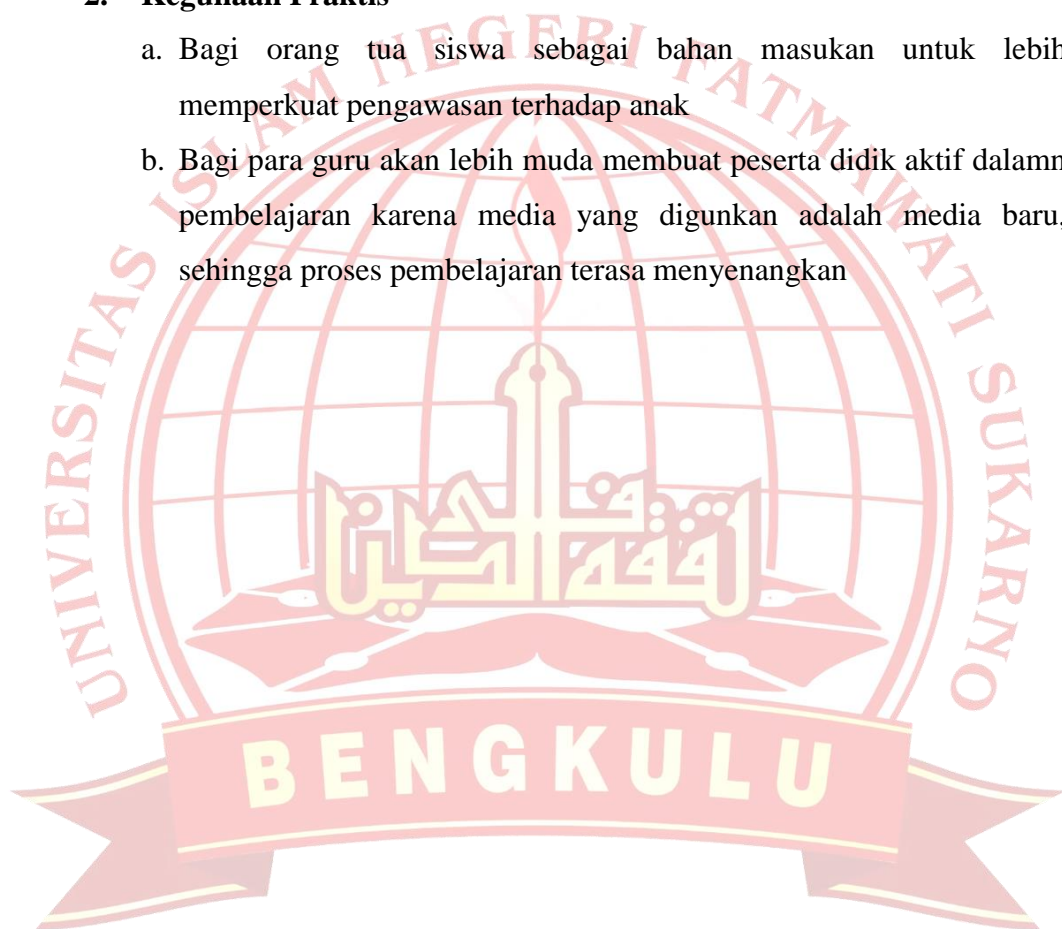 2. Kegunaan Praktis
a. Bagi orang tua siswa sebagai bahan masukan untuk lebih
memperkuat pengawasan terhadap anak
b. Bagi para guru akan lebih muda membuat peserta didik aktif dalamn
pembelajaran karena media yang digunkan adalah media baru,
sehingga proses pembelajaran terasa menyenangkan
UNIVERSITAS ISLAM NEGERI FATMAWATI SUKARNO
BENGKULU